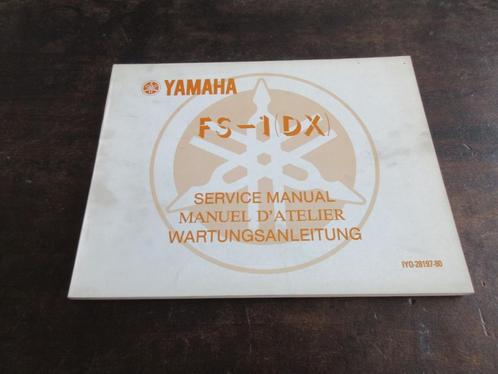 YAMAHA
FS-1(DX)
SERVICE MANUAL
MANUEL D'ATELIER
WARTUNGSANLEITUNG
1Y0-28197-80